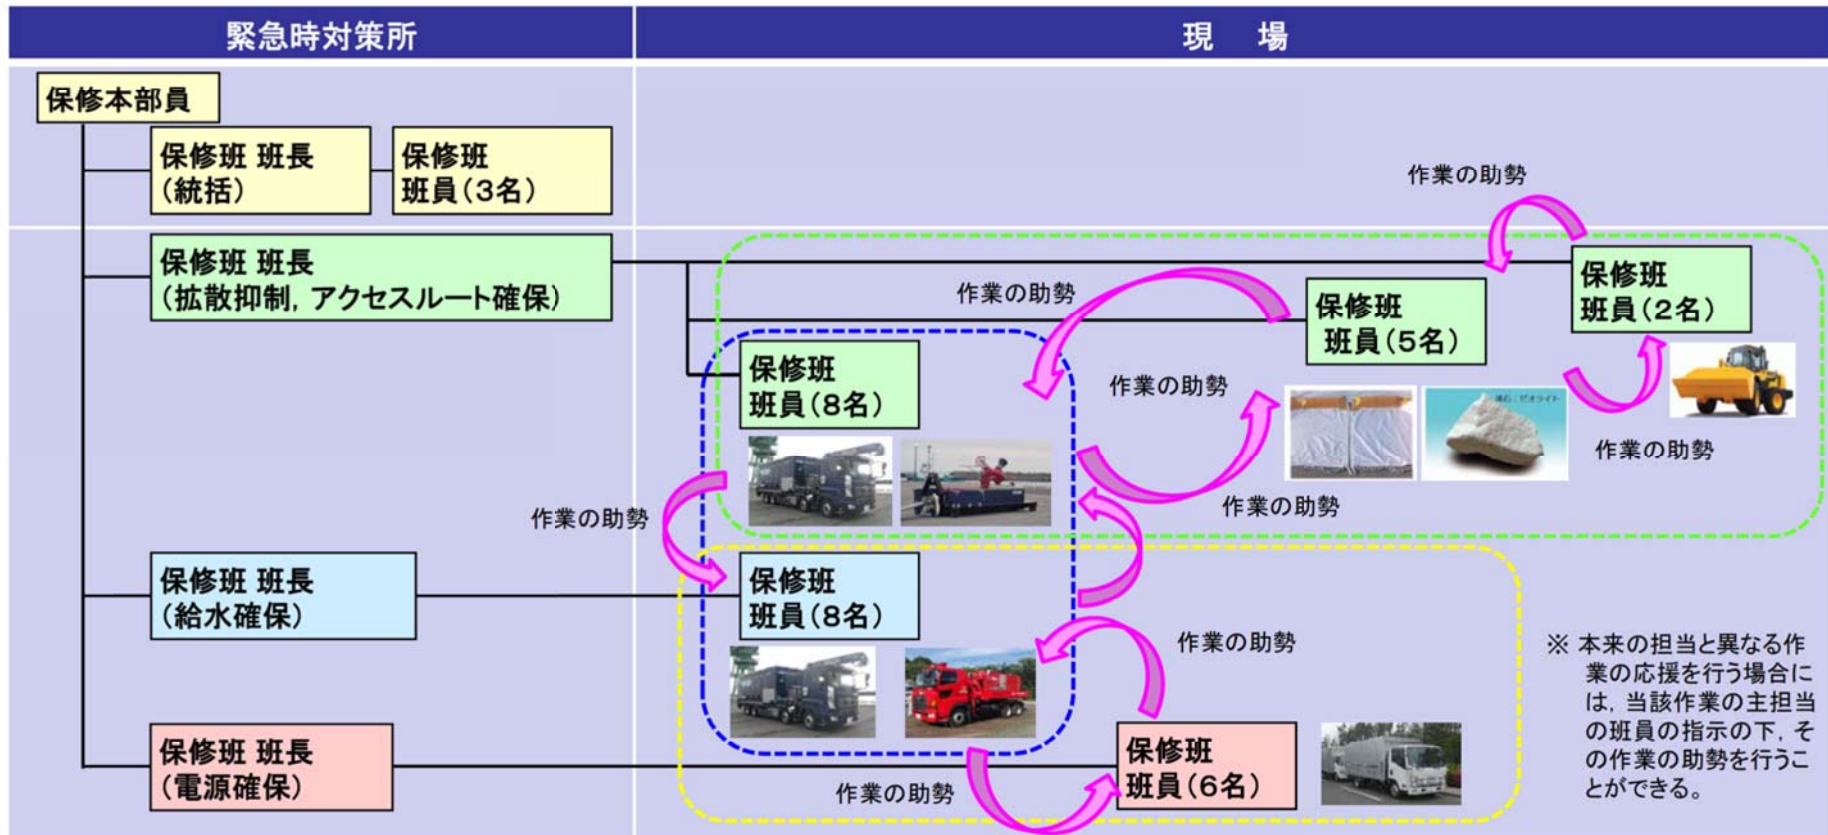 緊急時対策所
現 場
保修本部員
保修班 班長
(統括)
保修班
班員(3名)
作業の助勢
保修班 班長
(拡散抑制,アクセスルート確保)
保修班
班員(2名)
作業の助勢
保修班
班員(5名)
保修班
班員(8名)
作業の助勢
作業の助勢
作業の助勢
作業の助勢
保修班 班長
(給水確保)
保修班
班員(8名)
作業の助勢
※ 本来の担当と異なる作
業の応援を行う場合に
は,当該作業の主担当
の班員の指示の下,そ
の作業の助勢を行うこ
とができる。
保修班 班長
(電源確保)
作業の助勢
保修班
班員(6名)